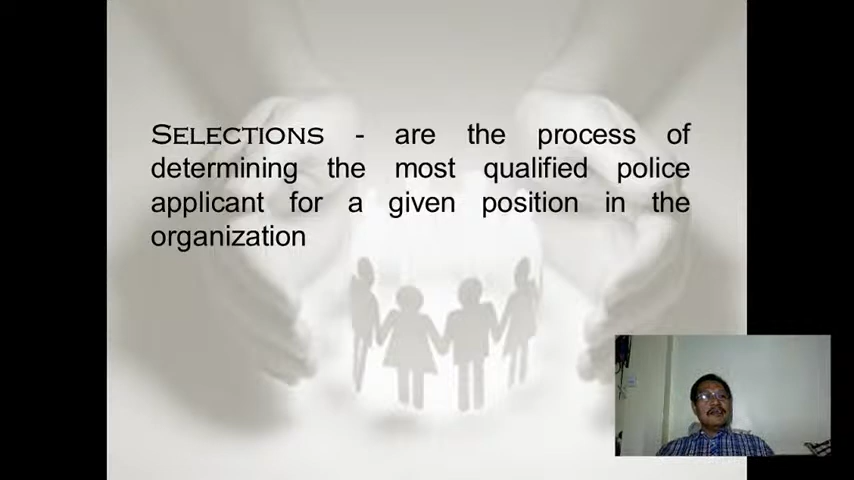 SELECTIONS - are the process of
determining the most qualified police
applicant for a given position in the
organization